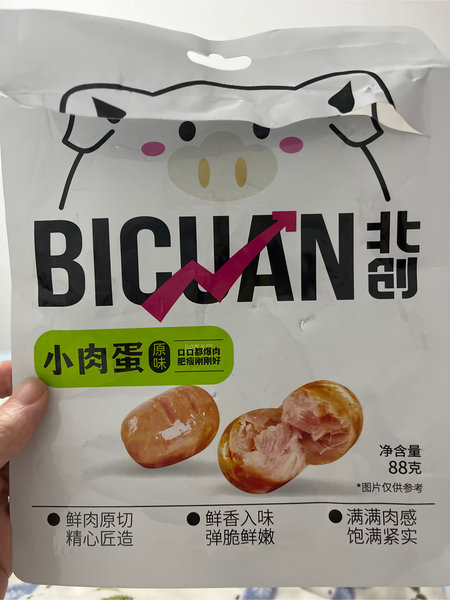 BICUAN
北创
小肉蛋
原味
口口都爆肉
肥瘦刚刚好
净含量
88克
*图片仅供参考
鲜肉原切
精心匠造
鲜香入味
弹脆鲜嫩
满满肉感
饱满紧实